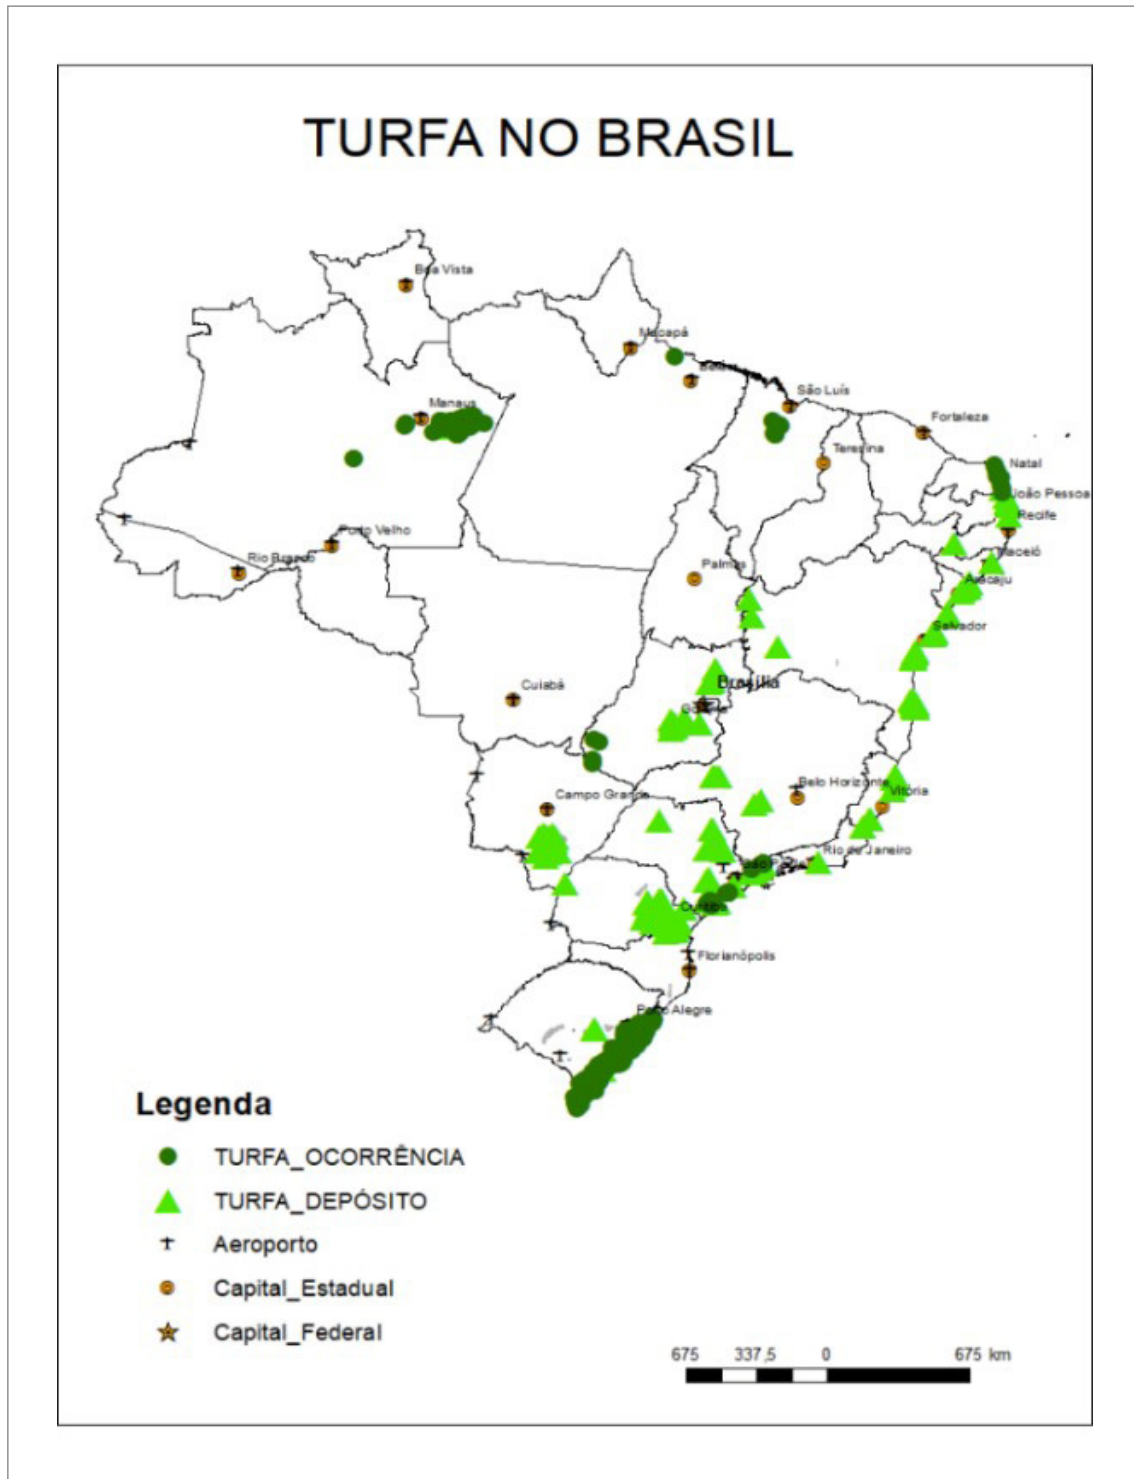 TURFA NO BRASIL
Boa Vista
Macapá
Belém
São Luís
Manaus
Fortaleza
Teresina
Natal
João Pessoa
Recife
Porto Velho
Maceió
Rio Branco
Palmas
Aracaju
Salvador
Cuiabá
Brasília
Goiânia
Belo Horizonte
Campo Grande
Vitória
Rio de Janeiro
São Paulo
Curitiba
Florianópolis
Porto Alegre
Legenda
TURFA_OCORRÊNCIA
TURFA_DEPÓSITO
Aeroporto
Capital_Estadual
Capital_Federal
675 337,5 0 675 km